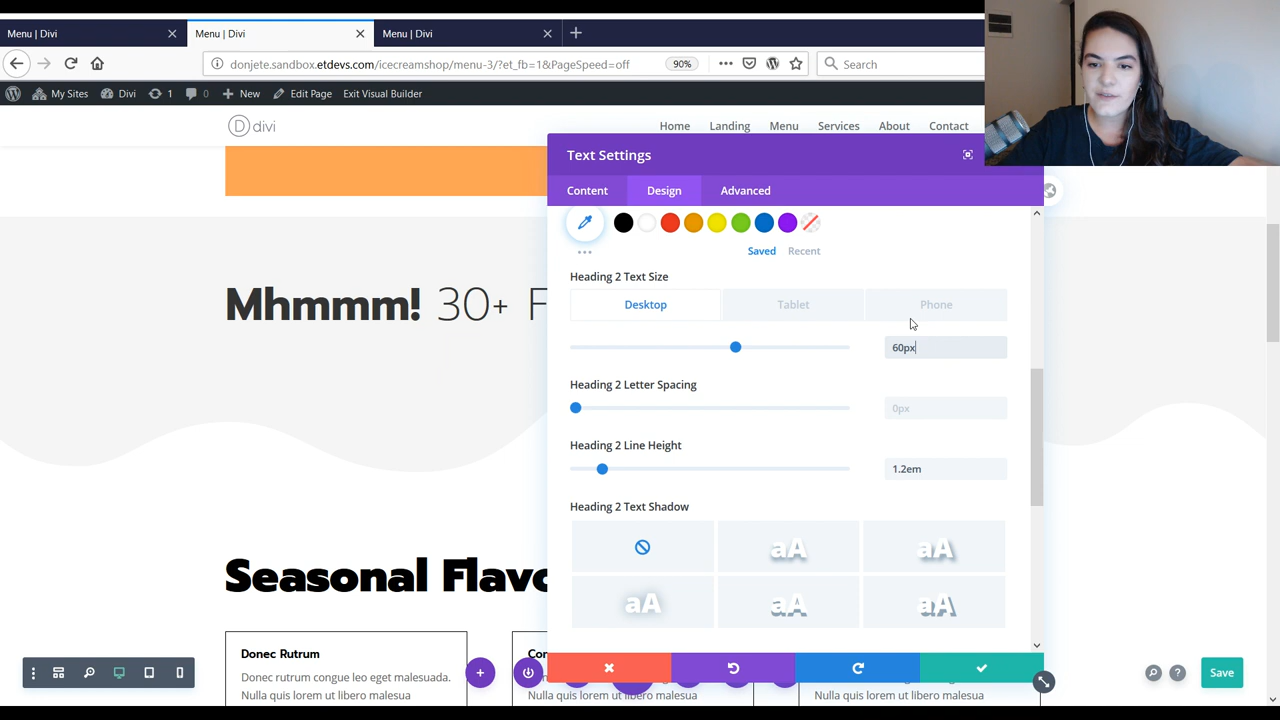 Menu | Divi
Menu | Divi
Menu | Divi
donjete.sandbox.etdevs.com/icecreamshop/menu-3/?et_fb=1&PageSpeed=off
90%
Search
My Sites
Divi
1
0
New
Edit Page
Exit Visual Builder
D divi
Home
Landing
Menu
Services
About
Contact
Text Settings
Content
Design
Advanced
Saved
Recent
Heading 2 Text Size
Desktop
Tablet
Phone
60px
Mhmmm! 30+ F
Heading 2 Letter Spacing
0px
Heading 2 Line Height
1.2em
Heading 2 Text Shadow
aA
aA
aA
aA
aA
Seasonal Flavo
Donec Rutrum
Donec rutrum congue leo eget malesuada.
Nulla quis lorem ut libero malesua
Con
Nulla quis lorem ut libero malesua
Nulla quis lorem ut libero malesuada
Save